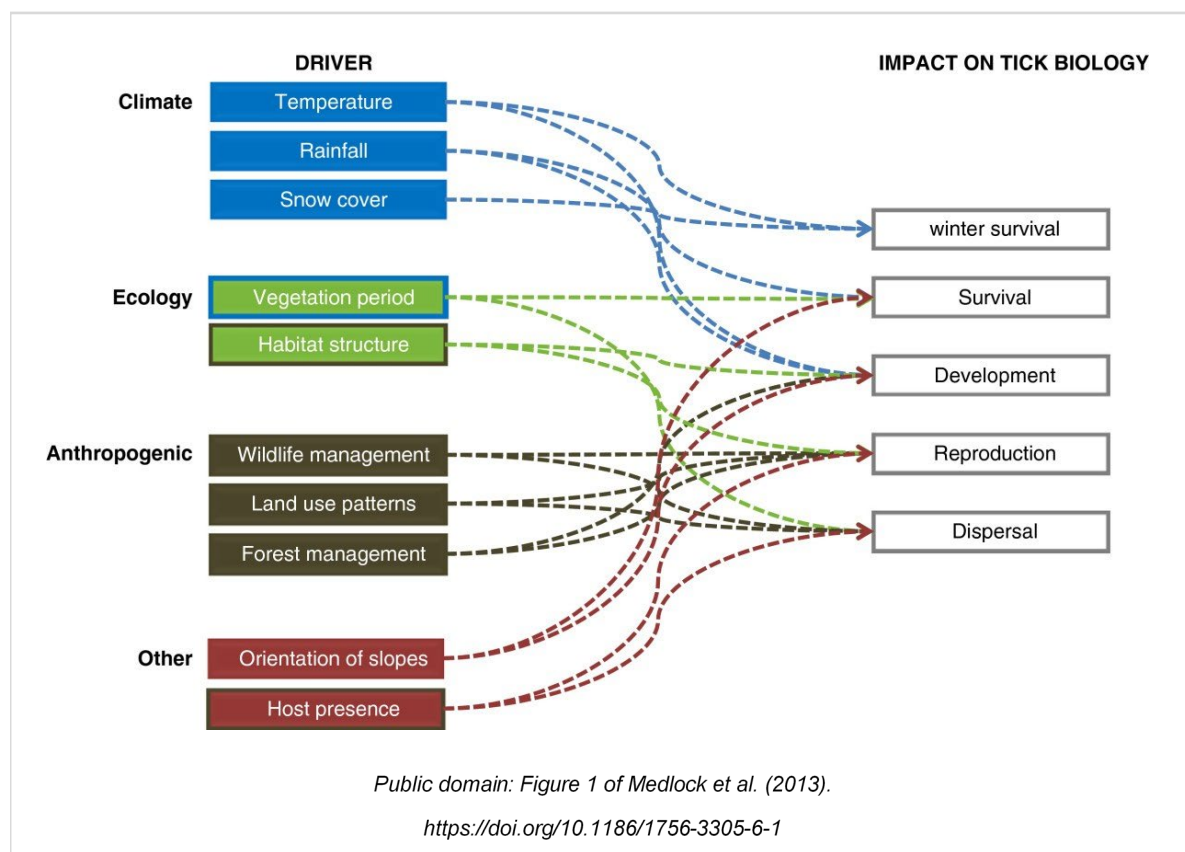 DRIVER
IMPACT ON TICK BIOLOGY
Climate
Temperature
Rainfall
Snow cover
winter survival
Ecology
Vegetation period
Survival
Habitat structure
Development
Anthropogenic
Wildlife management
Reproduction
Land use patterns
Dispersal
Forest management
Other
Orientation of slopes
Host presence
Public domain: Figure 1 of Medlock et al. (2013).
https://doi.org/10.1186/1756-3305-6-1